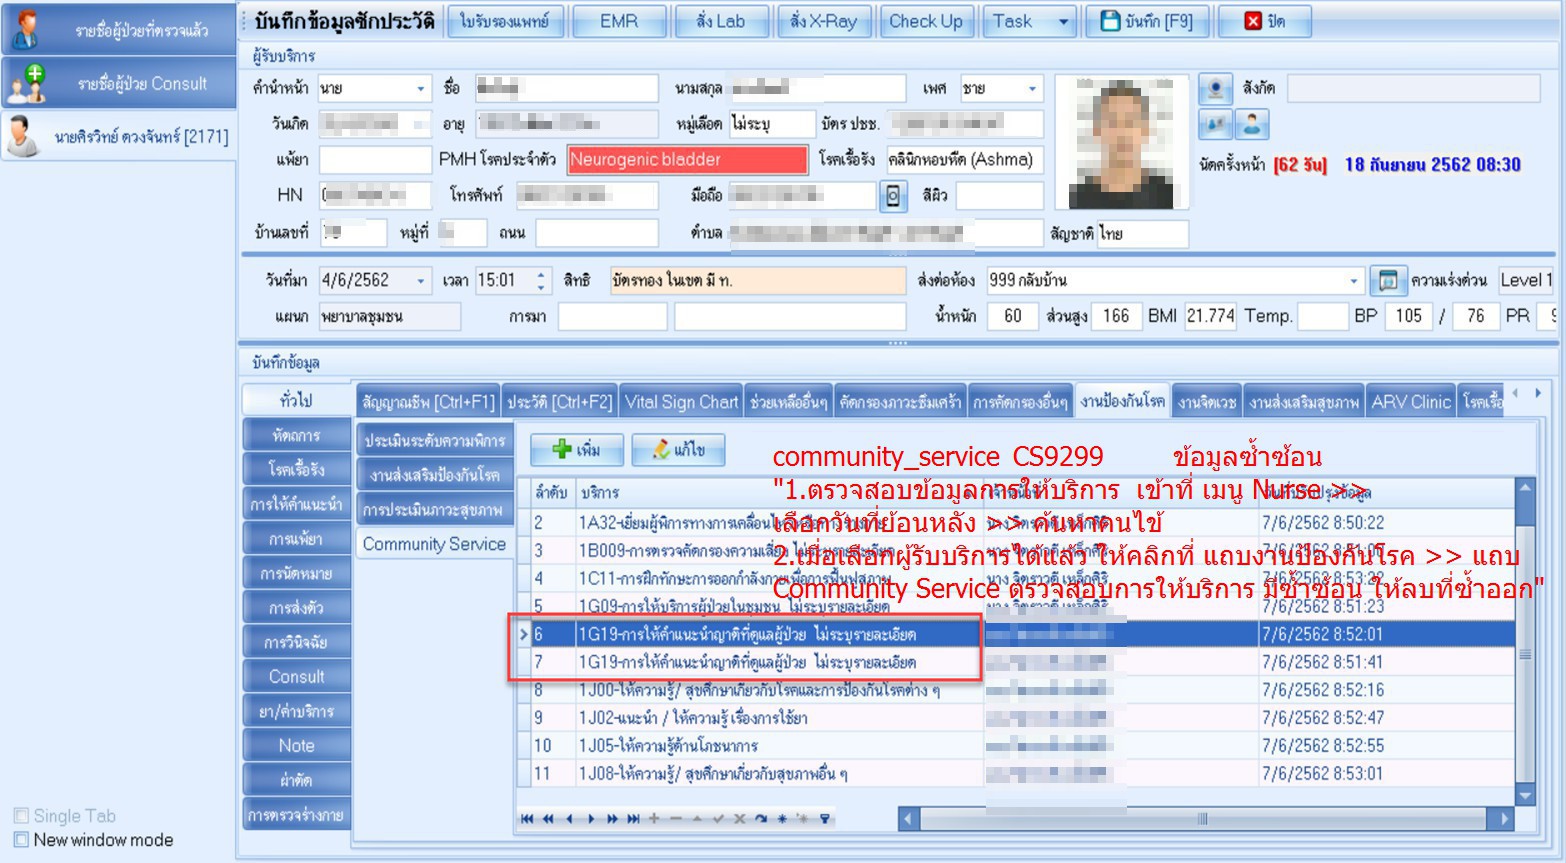 รายชื่อผู้ป่วยที่ตรวจแล้ว
รายชื่อผู้ป่วย Consult
นายศิรวิทย์ ดวงจันทร์ [2171]
บันทึกข้อมูลซักประวัติ ใบรับรองแพทย์ EMR สั่ง Lab สั่ง X-Ray Check Up Task บันทึก [F9] ปิด
ผู้รับบริการ
คำนำหน้า นาย ชื่อ นามสกุล เพศ ชาย สังกัด
วันเกิด อายุ หมู่เลือด ไม่ระบุ บัตร ปชช.
แพ้ยา PMH โรคประจำตัว Neurogenic bladder โรคเรื้อรัง คลินิกหอบหืด (Ashma) นัดครั้งหน้า [62 วัน] 18 กันยายน 2562 08:30
HN โทรศัพท์ มือถือ สีผิว
บ้านเลขที่ หมู่ที่ ถนน ตำบล สัญชาติ ไทย
วันที่มา 4/6/2562 เวลา 15:01 สิทธิ บัตรทอง ในเขต มี ท. ส่งต่อห้อง 999 กลับบ้าน ความเร่งด่วน Level 1
แผนก พยาบาลชุมชน การมา น้ำหนัก 60 ส่วนสูง 166 BMI 21.774 Temp. BP 105 / 76 PR 9
บันทึกข้อมูล
ทั่วไป สัญญาณชีพ [Ctrl+F1] ประวัติ [Ctrl+F2] Vital Sign Chart ช่วยเหลืออื่นๆ คัดกรองภาวะซึมเศร้า การคัดกรองอื่นๆ งานป้องกันโรค งานจิตเวช งานส่งเสริมสุขภาพ ARV Clinic โรคเรื้อ
หัตถการ
โรคเรื้อรัง
การให้คำแนะนำ
การแพ้ยา
การนัดหมาย
การส่งตัว
การวินิจฉัย
Consult
ยา/ค่าบริการ
Note
ผ่าตัด
การตรวจร่างกาย
ประเมินระดับความพิการ
งานส่งเสริมป้องกันโรค
การประเมินภาวะสุขภาพ
Community Service
เพิ่ม แก้ไข
community_service CS9299 ข้อมูลซ้ำซ้อน
"1.ตรวจสอบข้อมูลการให้บริการ เข้าที่ เมนู Nurse >>
เลือกวันที่ย้อนหลัง >> ค้นหาคนไข้
2.เมื่อเลือกผู้รับบริการได้แล้ว ให้คลิกที่ แถบงานป้องกันโรค >> แถบ
Community Service ตรวจสอบการให้บริการ มีซ้ำซ้อน ให้ลบที่ซ้ำออก"
ลำดับ บริการ
2 1A32-เยี่ยมผู้พิการทางการเคลื่อนไหว 7/6/2562 8:50:22
3 1B009-การตรวจคัดกรองความเสี่ยง ไม่ระบุรายละเอียด
4 1C11-การฝึกทักษะการออกกำลังกายเพื่อการฟื้นฟูสภาพ
5 1G09-การให้บริการผู้ป่วยในชุมชน ไม่ระบุรายละเอียด 7/6/2562 8:51:23
6 1G19-การให้คำแนะนำญาติที่ดูแลผู้ป่วย ไม่ระบุรายละเอียด 7/6/2562 8:52:01
7 1G19-การให้คำแนะนำญาติที่ดูแลผู้ป่วย ไม่ระบุรายละเอียด 7/6/2562 8:51:41
8 1J00-ให้ความรู้/ สุขศึกษาเกี่ยวกับโรคและการป้องกันโรคต่าง ๆ 7/6/2562 8:52:16
9 1J02-แนะนำ / ให้ความรู้ เรื่องการใช้ยา 7/6/2562 8:52:47
10 1J05-ให้ความรู้ด้านโภชนาการ 7/6/2562 8:52:55
11 1J08-ให้ความรู้/ สุขศึกษาเกี่ยวกับสุขภาพอื่น ๆ 7/6/2562 8:53:01
Single Tab
New window mode